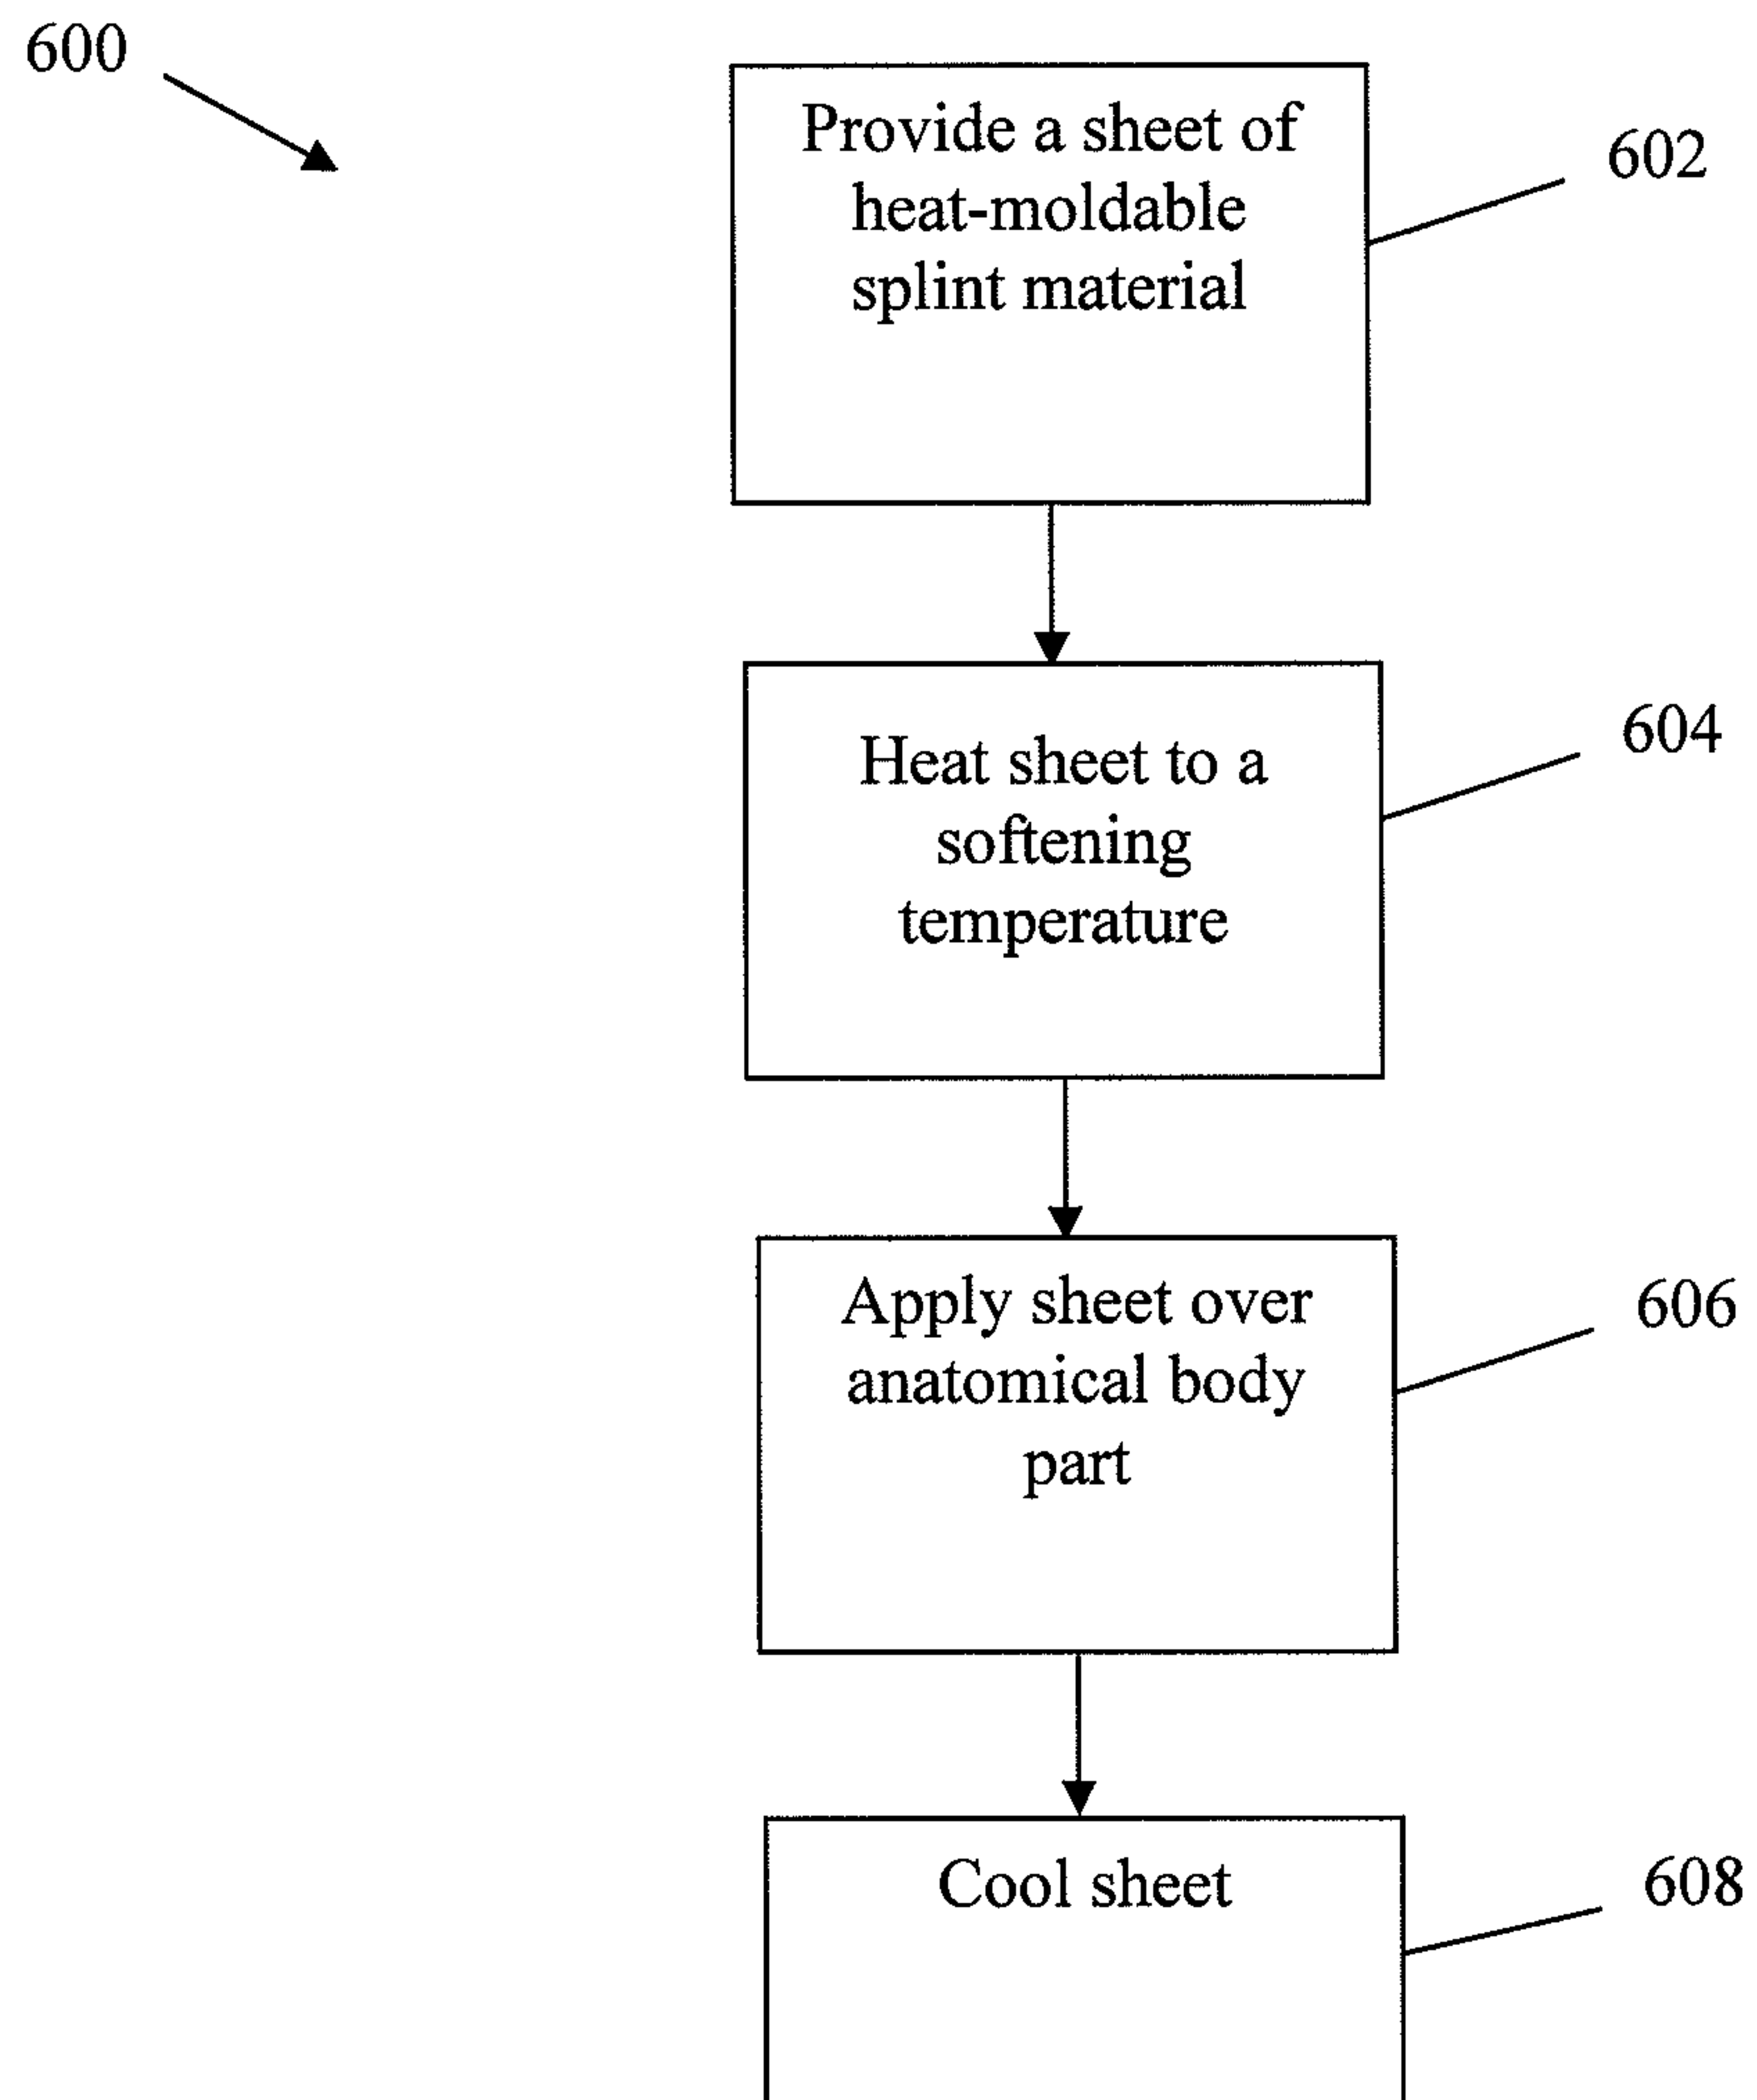 600
Provide a sheet of
heat-moldable
splint material
602
Heat sheet to a
softening
temperature
604
Apply sheet over
anatomical body
part
606
Cool sheet
608